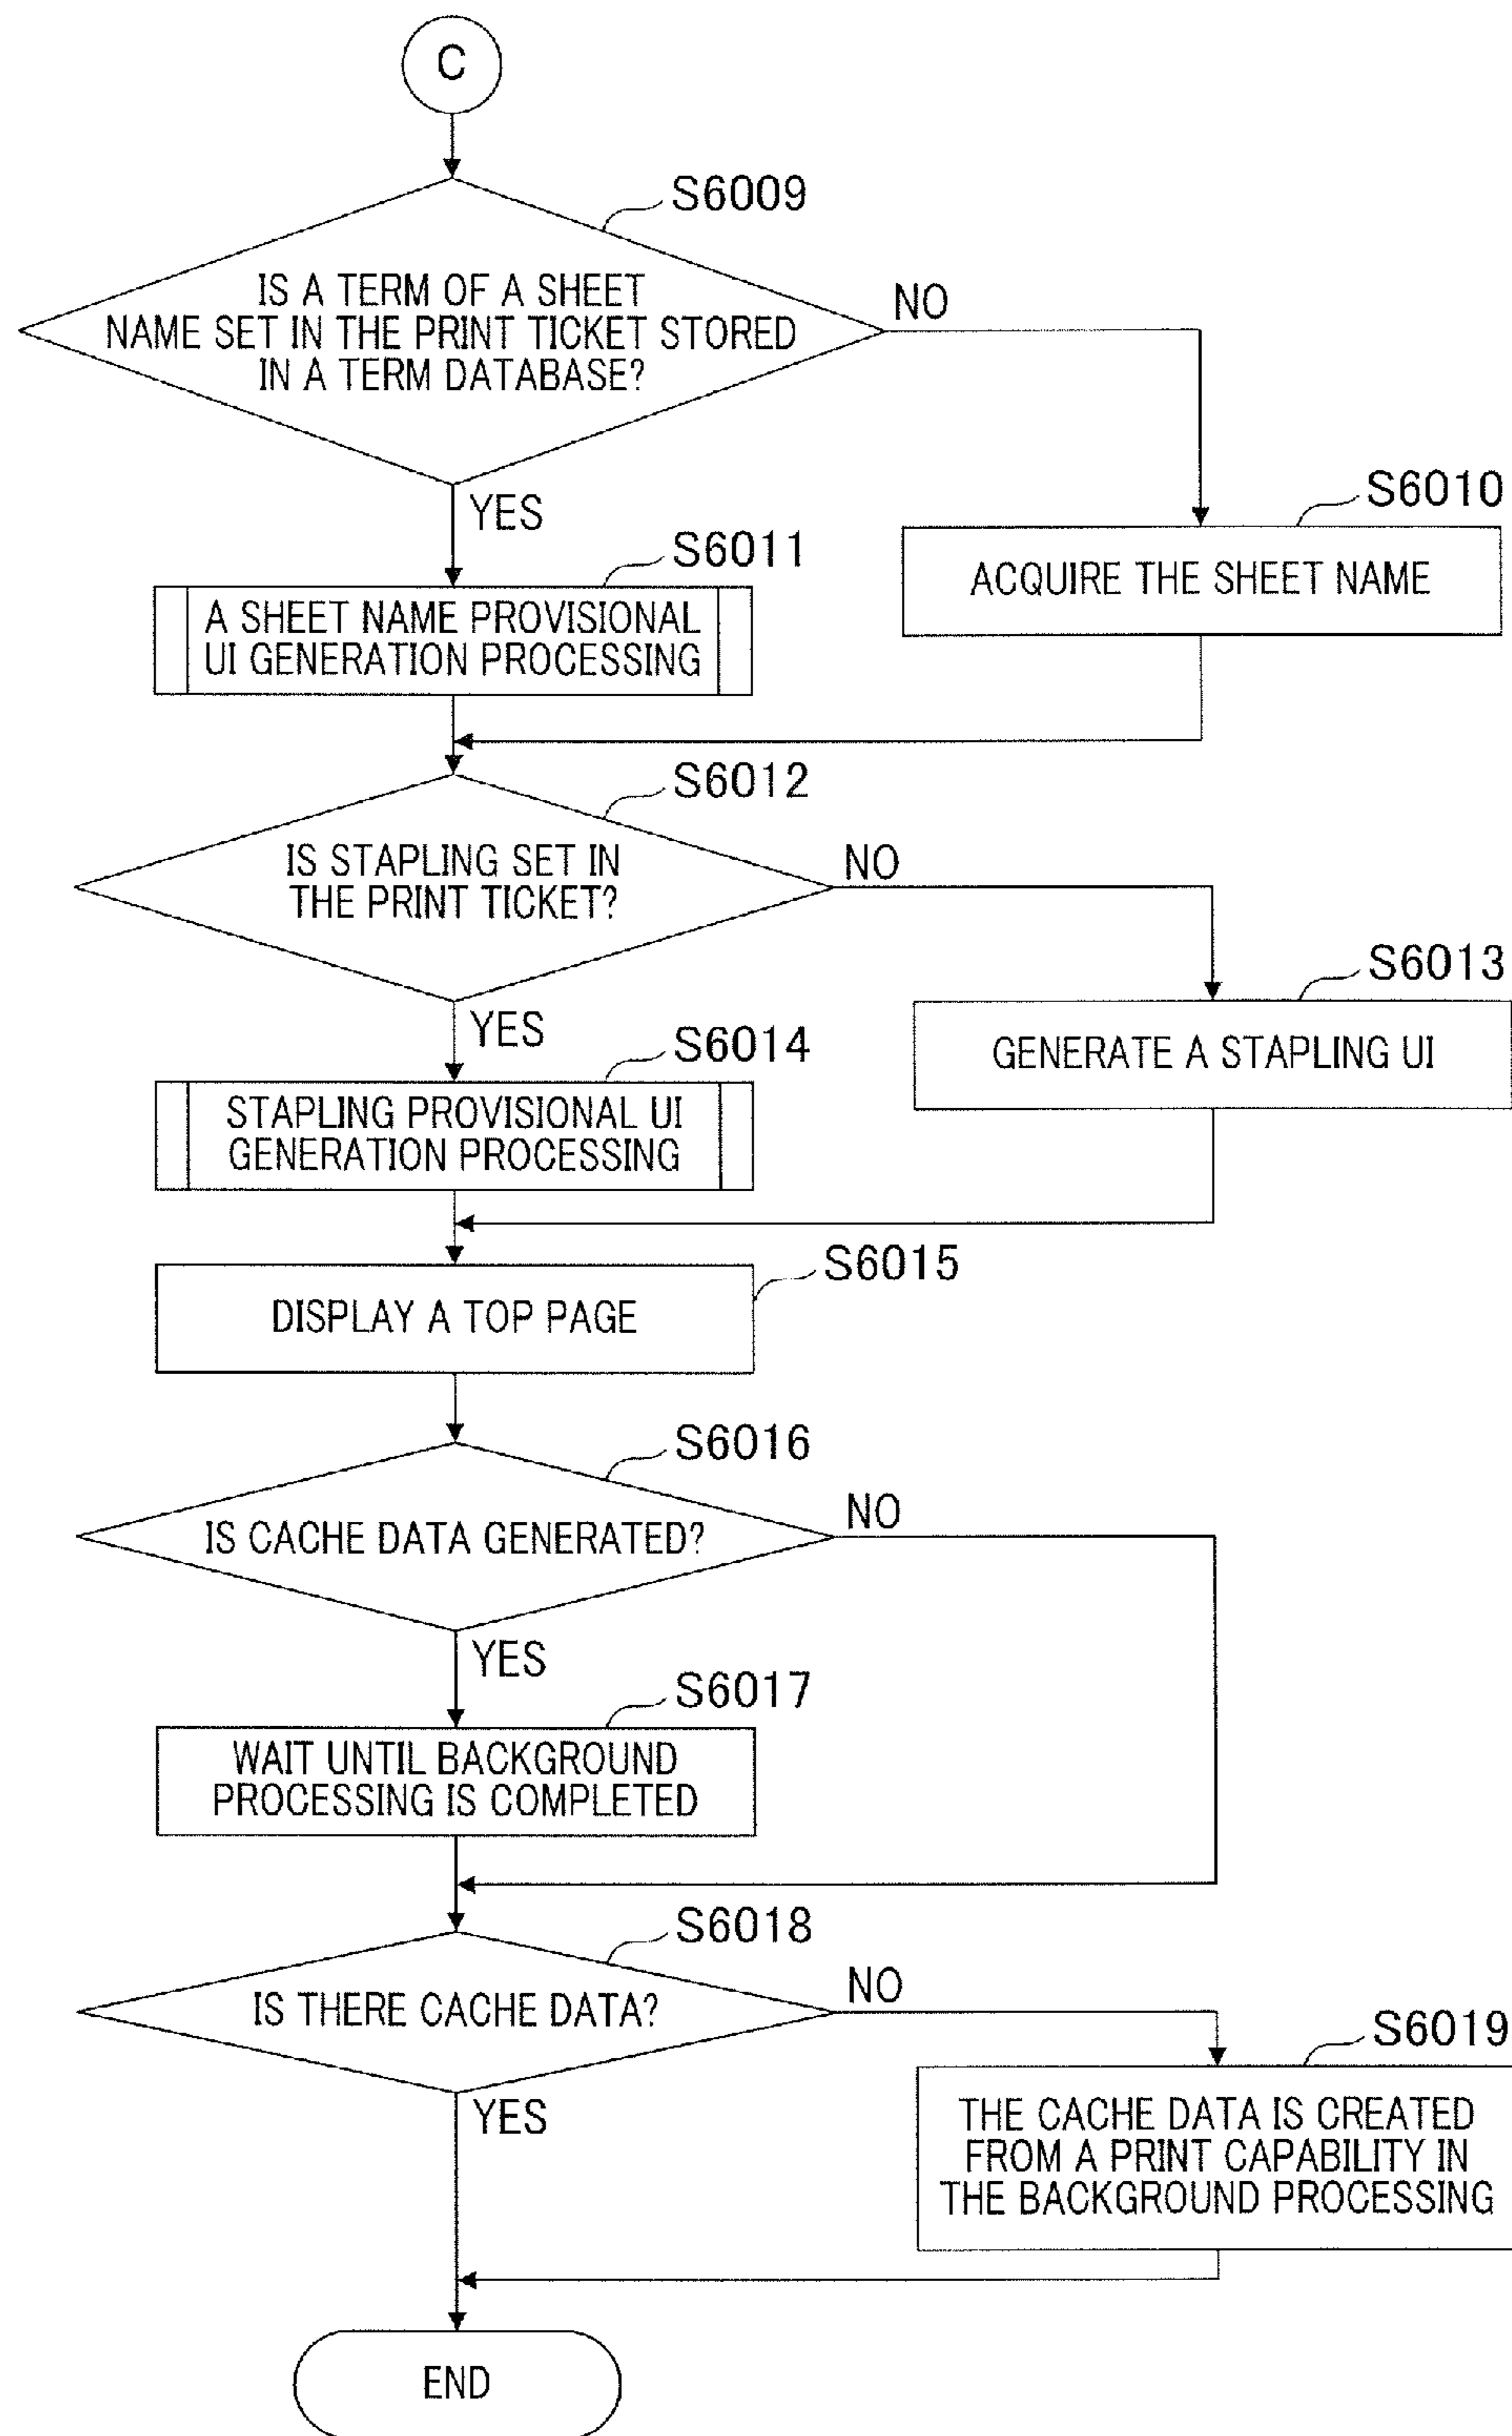 C
S6009
IS A TERM OF A SHEET
NAME SET IN THE PRINT TICKET STORED
IN A TERM DATABASE?
NO
YES
S6010
ACQUIRE THE SHEET NAME
S6011
A SHEET NAME PROVISIONAL
UI GENERATION PROCESSING
S6012
IS STAPLING SET IN
THE PRINT TICKET?
NO
YES
S6013
GENERATE A STAPLING UI
S6014
STAPLING PROVISIONAL UI
GENERATION PROCESSING
S6015
DISPLAY A TOP PAGE
S6016
IS CACHE DATA GENERATED?
NO
YES
S6017
WAIT UNTIL BACKGROUND
PROCESSING IS COMPLETED
S6018
IS THERE CACHE DATA?
NO
YES
S6019
THE CACHE DATA IS CREATED
FROM A PRINT CAPABILITY IN
THE BACKGROUND PROCESSING
END